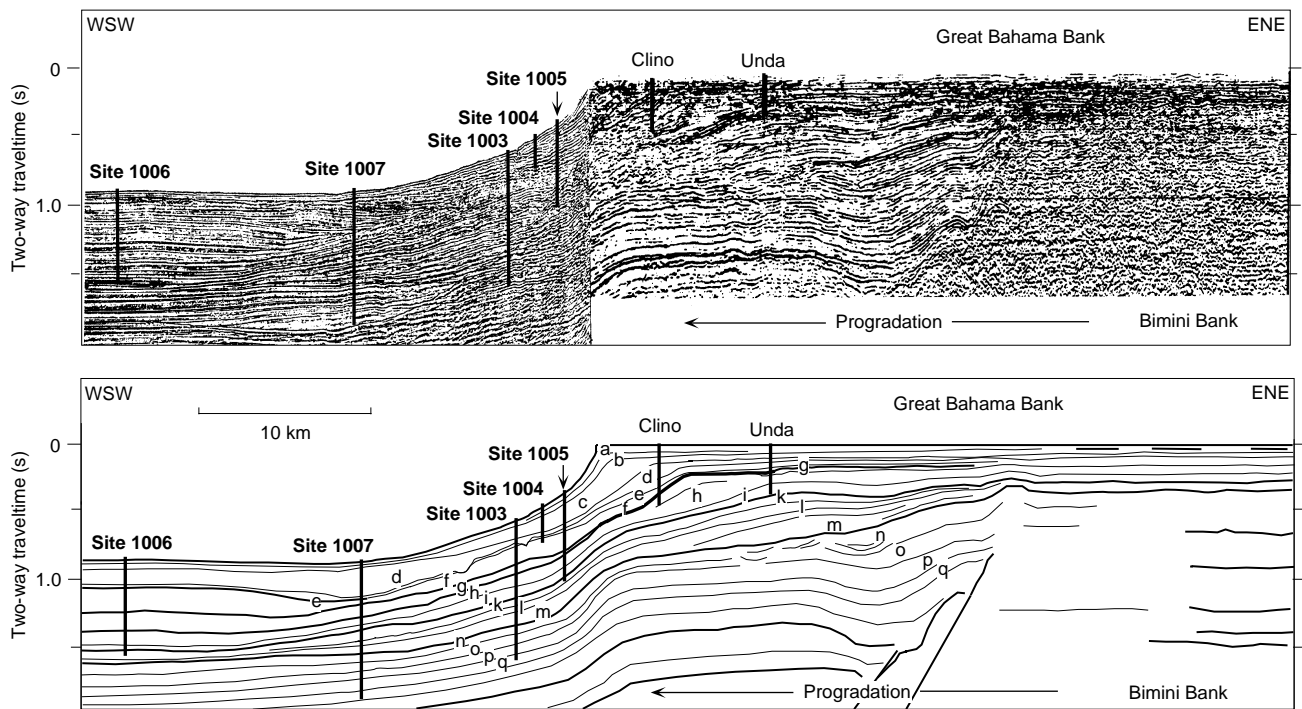 WSW
ENE
Great Bahama Bank
Clino
Unda
0
Site 1005
Site 1004
Site 1003
Site 1006
Site 1007
1.0
Two-way traveltime (s)
Progradation
Bimini Bank
WSW
ENE
Great Bahama Bank
10 km
Clino
Unda
0
Site 1005
Site 1004
Site 1003
Site 1006
Site 1007
1.0
Two-way traveltime (s)
a
b
c
d
e
f
g
h
i
k
l
m
n
o
p
q
d
e
f
g
h
i
k
l
m
n
o
p
q
Progradation
Bimini Bank